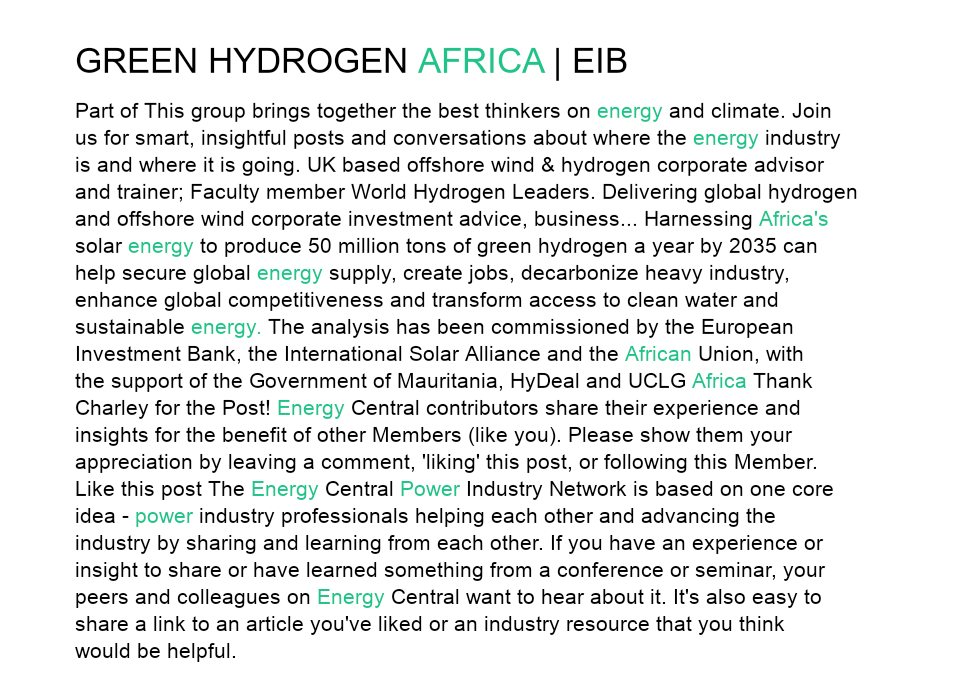 GREEN HYDROGEN AFRICA | EIB
Part of This group brings together the best thinkers on energy and climate. Join
us for smart, insightful posts and conversations about where the energy industry
is and where it is going. UK based offshore wind & hydrogen corporate advisor
and trainer; Faculty member World Hydrogen Leaders. Delivering global hydrogen
and offshore wind corporate investment advice, business... Harnessing Africa's
solar energy to produce 50 million tons of green hydrogen a year by 2035 can
help secure global energy supply, create jobs, decarbonize heavy industry,
enhance global competitiveness and transform access to clean water and
sustainable energy. The analysis has been commissioned by the European
Investment Bank, the International Solar Alliance and the African Union, with
the support of the Government of Mauritania, HyDeal and UCLG Africa Thank
Charley for the Post! Energy Central contributors share their experience and
insights for the benefit of other Members (like you). Please show them your
appreciation by leaving a comment, 'liking' this post, or following this Member.
Like this post The Energy Central Power Industry Network is based on one core
idea - power industry professionals helping each other and advancing the
industry by sharing and learning from each other. If you have an experience or
insight to share or have learned something from a conference or seminar, your
peers and colleagues on Energy Central want to hear about it. It's also easy to
share a link to an article you've liked or an industry resource that you think
would be helpful.